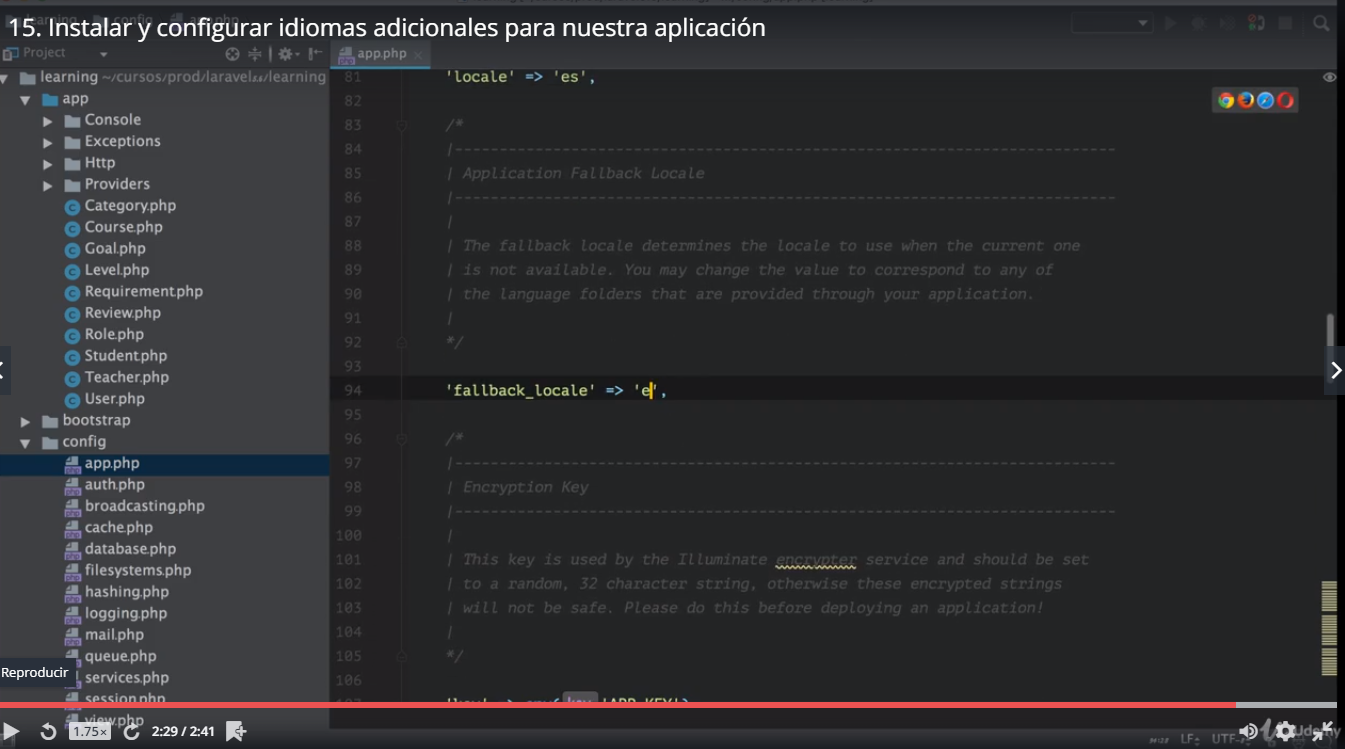 15. Instalar y configurar idiomas adicionales para nuestra aplicación
Project
app.php
learning ~/cursos/prod/laravel
/learning
app
Console
Exceptions
Http
Providers
Category.php
Course.php
Goal.php
Level.php
Requirement.php
Review.php
Role.php
Student.php
Teacher.php
User.php
bootstrap
config
app.php
auth.php
broadcasting.php
cache.php
database.php
filesystems.php
hashing.php
logging.php
mail.php
queue.php
services.php
session.php
view.php
81 'locale' => 'es',
82
83 /*
84 |--------------------------------------------------------------------------
85 | Application Fallback Locale
86 |--------------------------------------------------------------------------
87 |
88 | The fallback locale determines the locale to use when the current one
89 | is not available. You may change the value to correspond to any of
90 | the language folders that are provided through your application.
91 |
92 */
93
94 'fallback_locale' => 'e',
95
96 /*
97 |--------------------------------------------------------------------------
98 | Encryption Key
99 |--------------------------------------------------------------------------
100 |
101 | This key is used by the Illuminate encrypter service and should be set
102 | to a random, 32 character string, otherwise these encrypted strings
103 | will not be safe. Please do this before deploying an application!
104 |
105 */
106
Reproducir
1.75×
2:29 / 2:41
LF
UTF-
Udemy